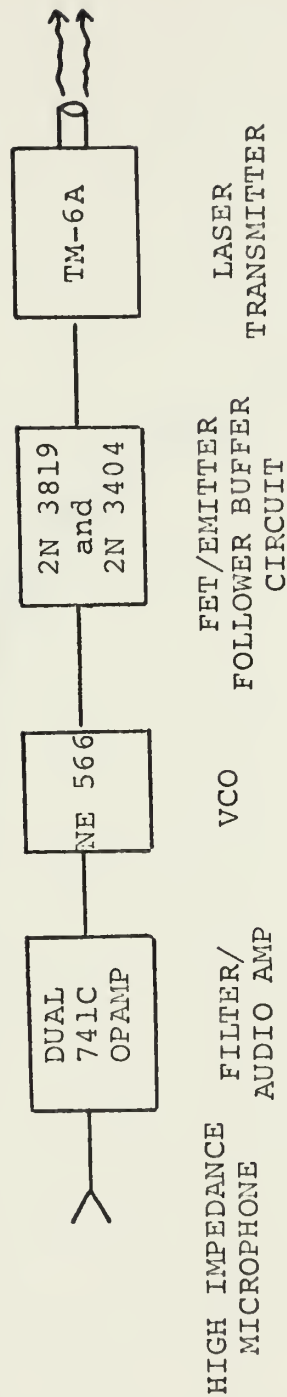 DUAL
741C
OPAMP
NE 566
2N 3819
and
2N 3404
TM-6A
HIGH IMPEDANCE
MICROPHONE
FILTER/
AUDIO AMP
VCO
FET/EMITTER
FOLLOWER BUFFER
CIRCUIT
LASER
TRANSMITTER